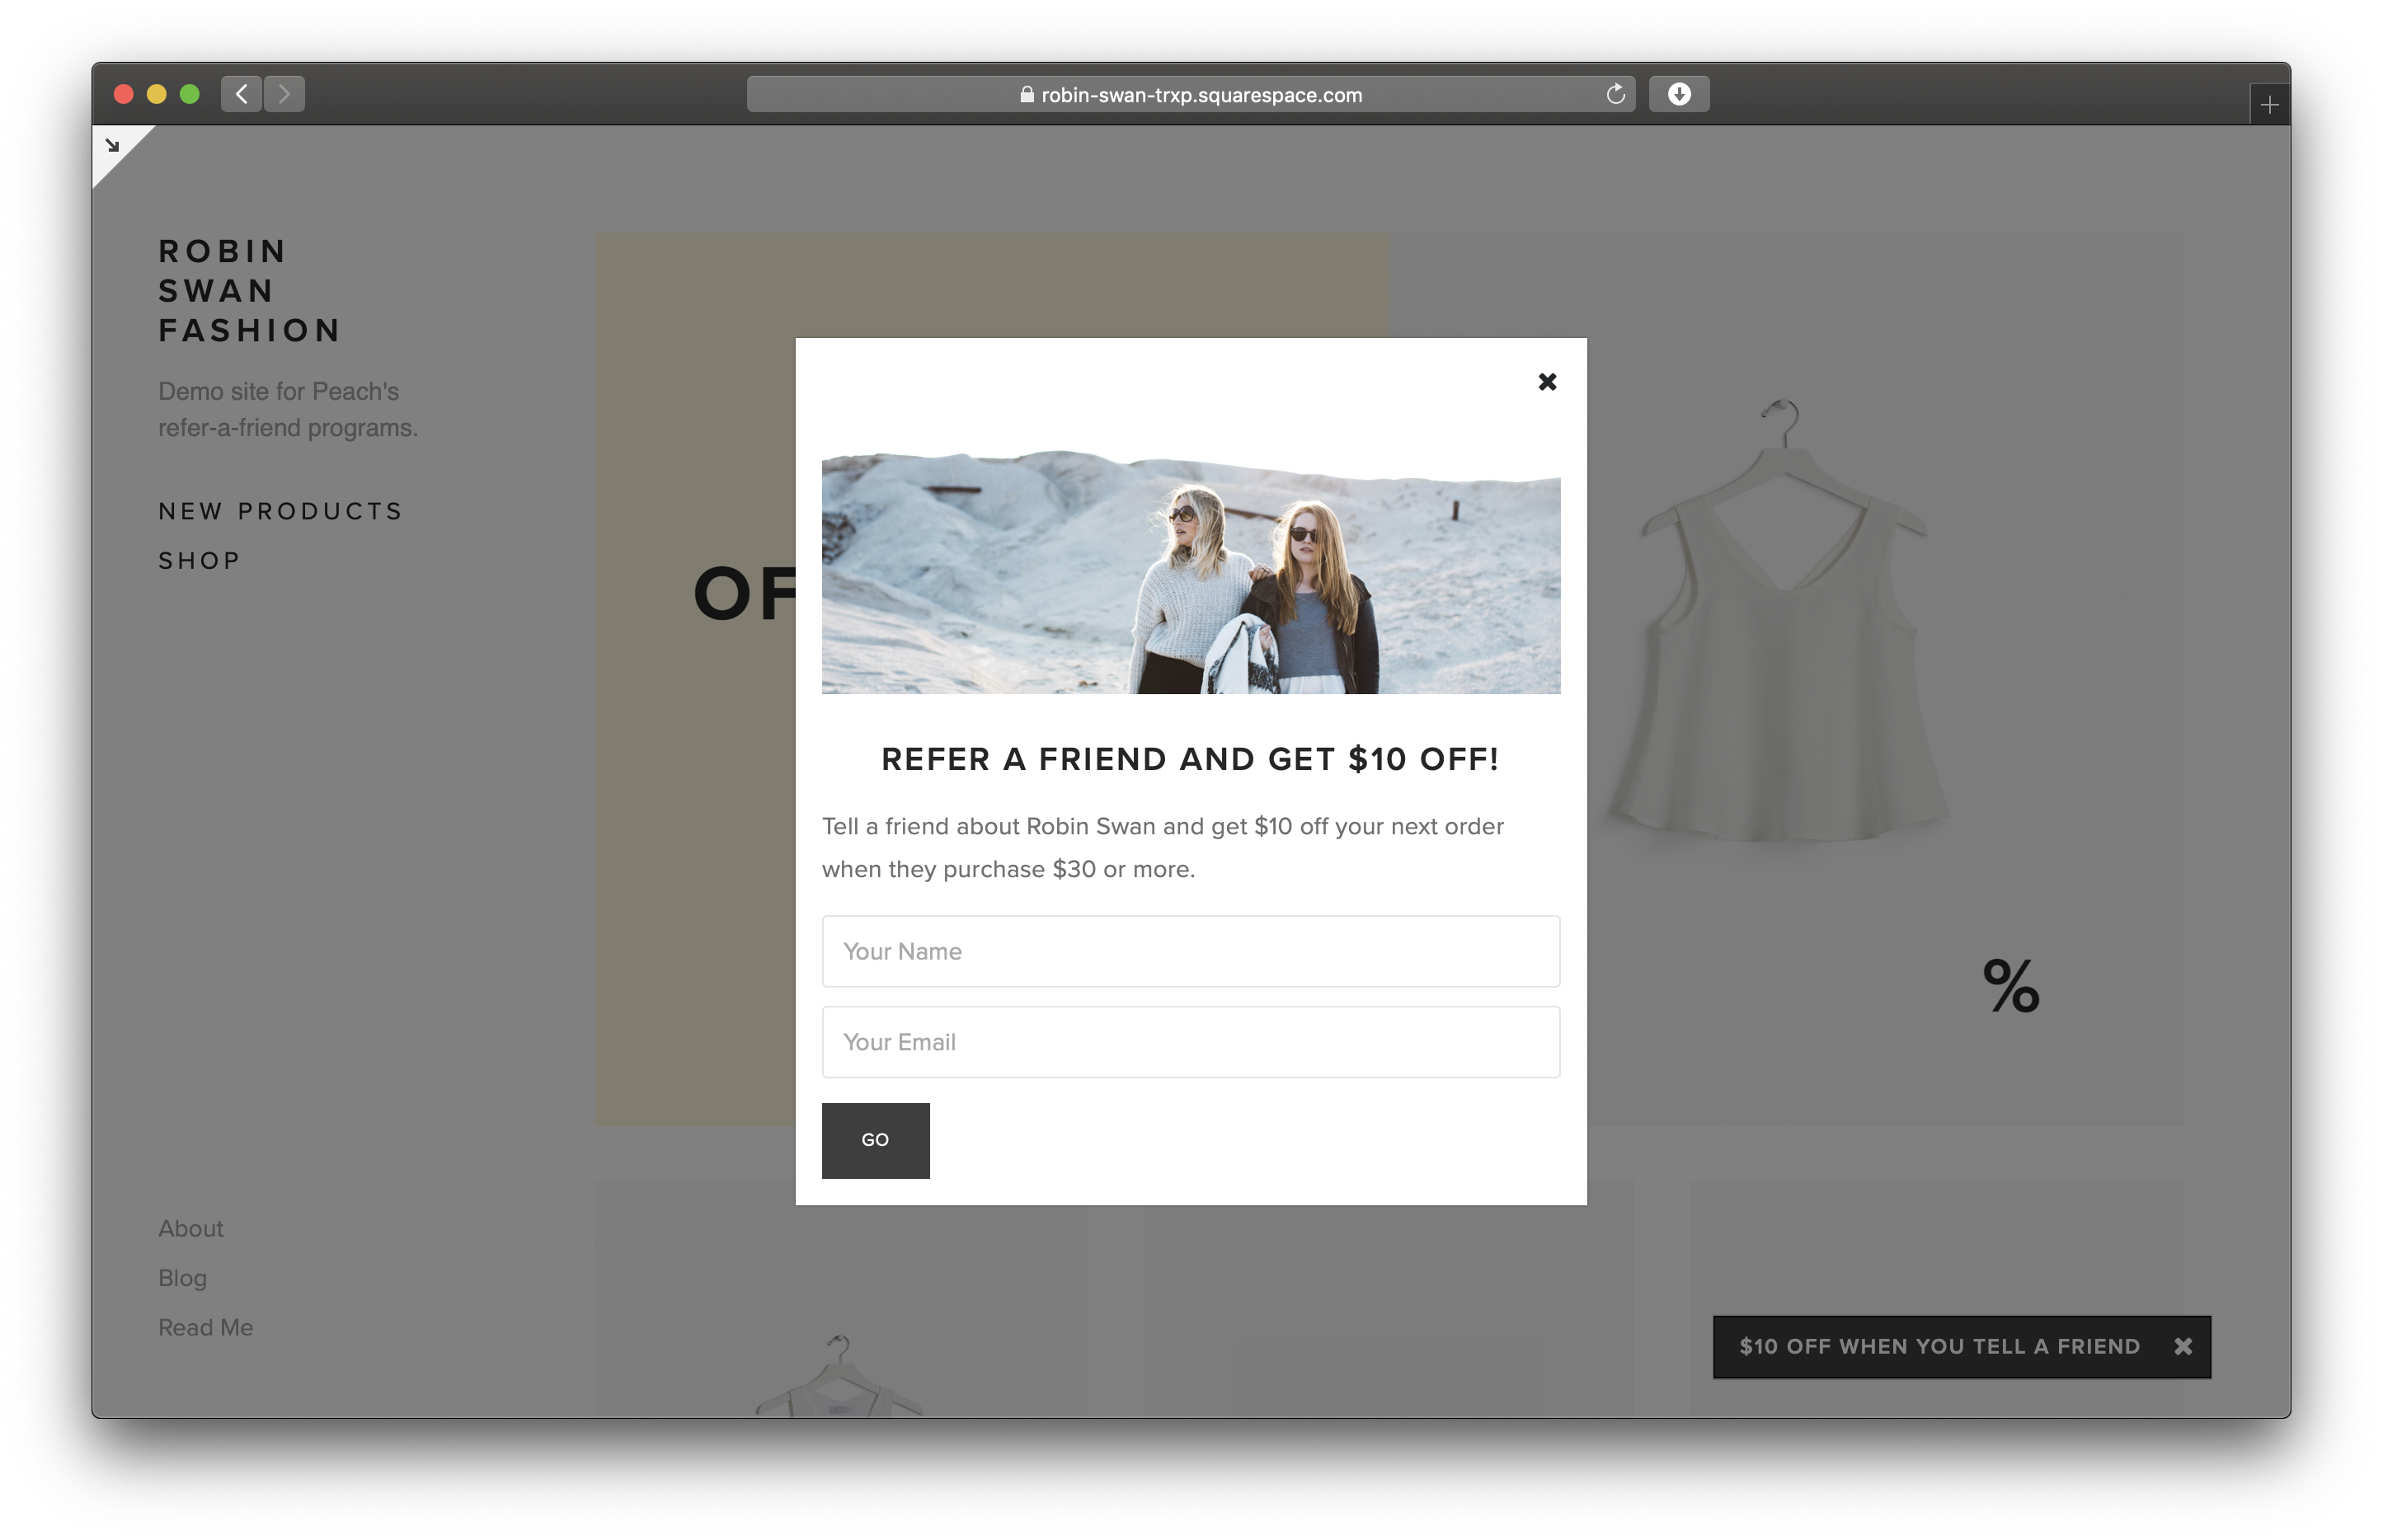 robin-swan-trxp.squarespace.com
ROBIN
SWAN
FASHION
Demo site for Peach's
refer-a-friend programs.
NEW PRODUCTS
SHOP
OF
%
REFER A FRIEND AND GET $10 OFF!
Tell a friend about Robin Swan and get $10 off your next order
when they purchase $30 or more.
Your Name
Your Email
GO
About
Blog
Read Me
$10 OFF WHEN YOU TELL A FRIEND